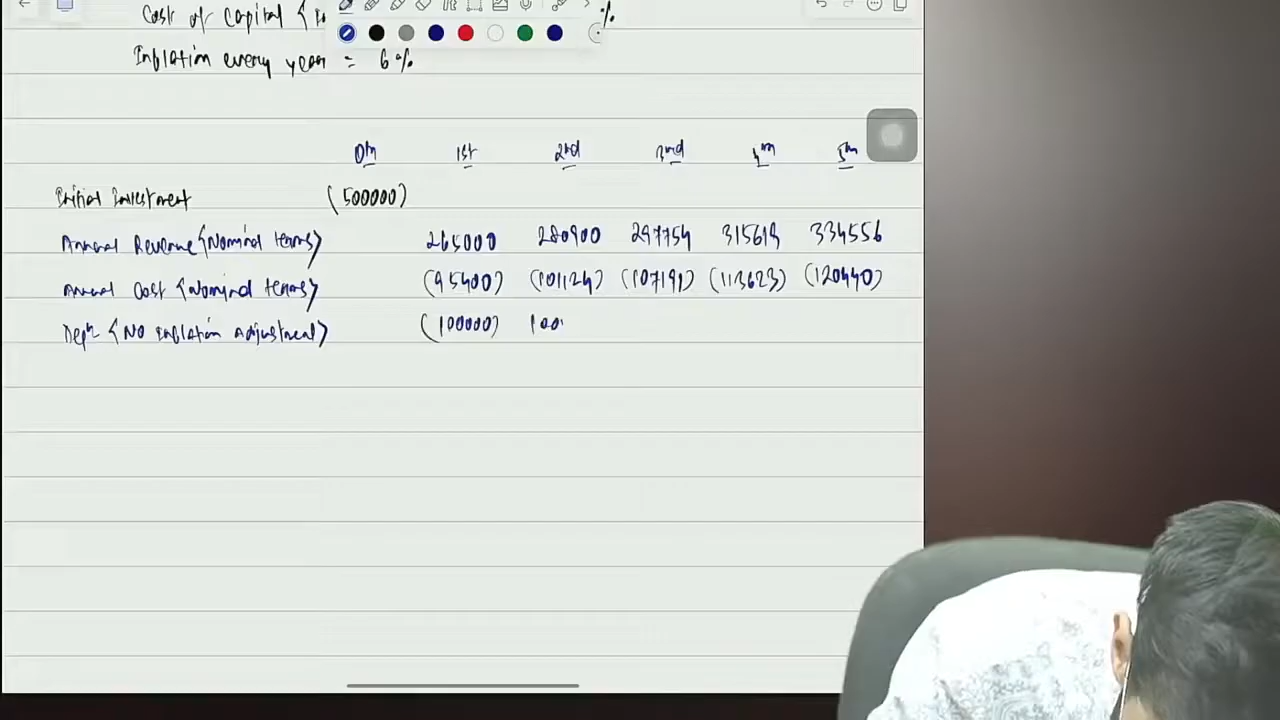 Cost of Capital { %
Inflation every year = 6%
0th 1st 2nd 3rd 4th 5th
Initial Investment (500000)
Annual Revenue {Nominal terms} 265000 280900 297754 315619 334556
Annual Cost {Nominal terms} (95400) (101124) (107191) (113623) (120440)
Depn {No Inflation Adjustment} (100000) 100